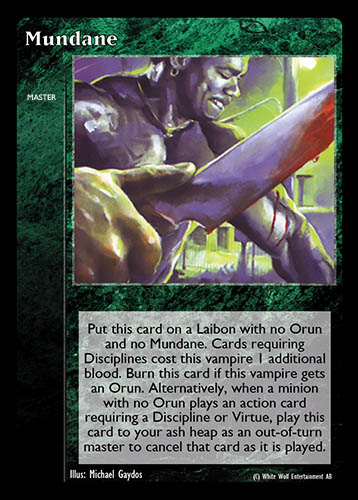 Mundane
MASTER
Put this card on a Laibon with no Orun
and no Mundane. Cards requiring
Disciplines cost this vampire 1 additional
blood. Burn this card if this vampire gets
an Orun. Alternatively, when a minion
with no Orun plays an action card
requiring a Discipline or Virtue, play this
card to your ash heap as an out-of-turn
master to cancel that card as it is played.
Illus: Michael Gaydos
(C) White Wolf Entertainment AB